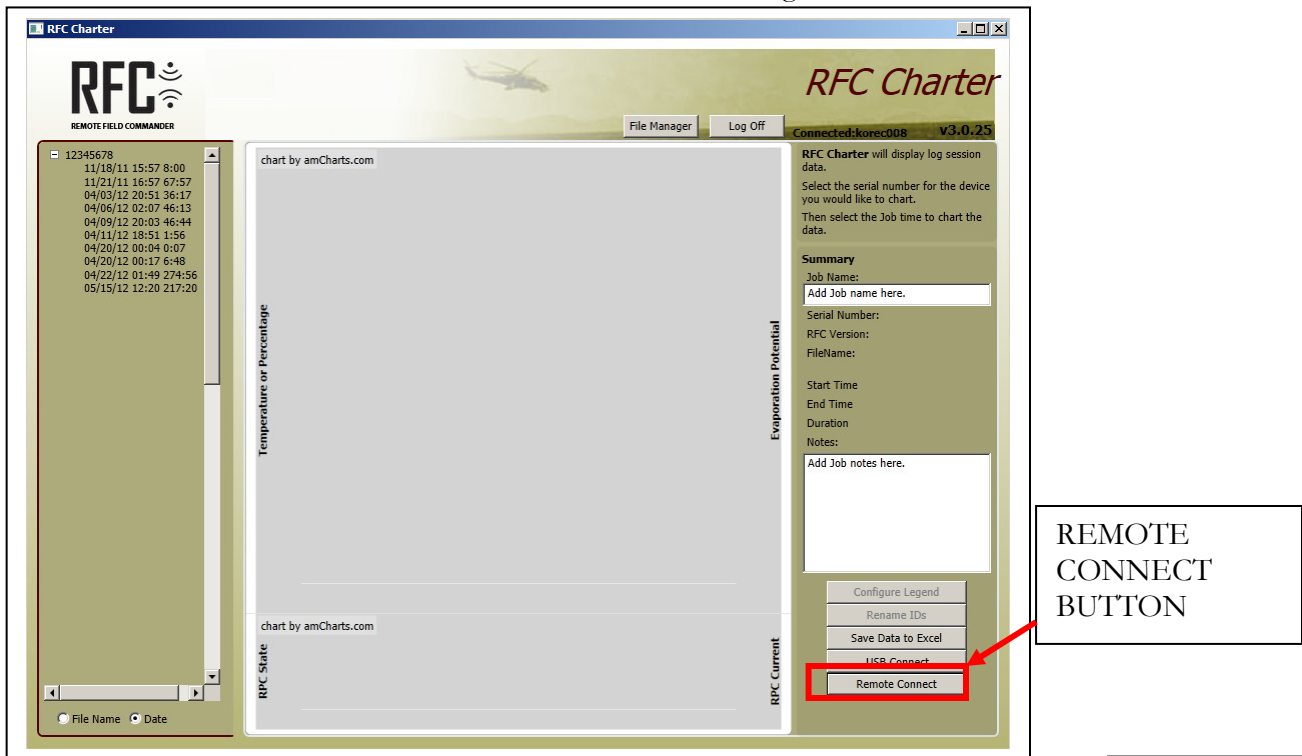 RFC Charter
RFC
REMOTE FIELD COMMANDER
RFC Charter
File Manager
Log Off
Connected:korec008
v3.0.25
12345678
11/18/11 15:57 8:00
11/21/11 16:57 67:57
04/03/12 20:51 36:17
04/06/12 02:07 46:13
04/09/12 20:03 46:44
04/11/12 18:51 1:56
04/20/12 00:04 0:07
04/20/12 00:17 6:48
04/22/12 01:49 274:56
05/15/12 12:20 217:20
File Name
Date
chart by amCharts.com
Temperature or Percentage
Evaporation Potential
chart by amCharts.com
RPC State
RPC Current
RFC Charter will display log session
data.
Select the serial number for the device
you would like to chart.
Then select the Job time to chart the
data.
Summary
Job Name:
Add Job name here.
Serial Number:
RFC Version:
FileName:
Start Time
End Time
Duration
Notes:
Add Job notes here.
Configure Legend
Rename IDs
Save Data to Excel
USB Connect
Remote Connect
REMOTE
CONNECT
BUTTON